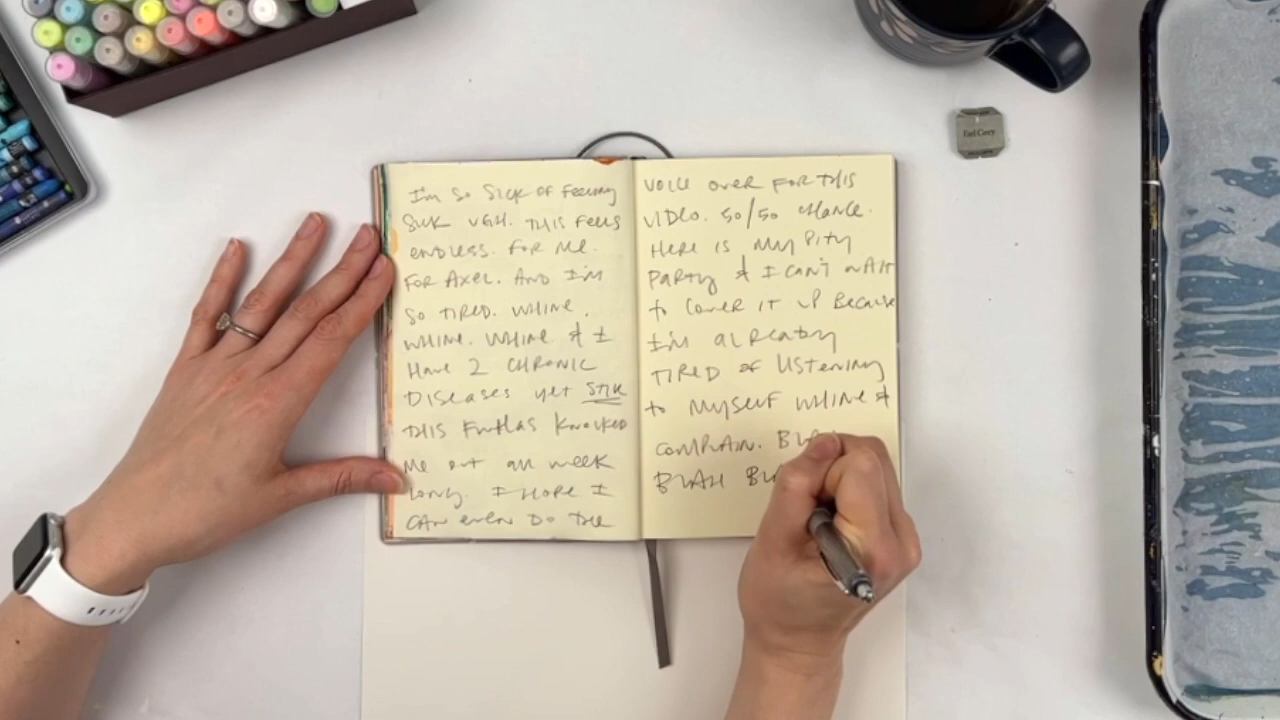 I'm so sick of feeling
sick ugh. This feels
endless. For me.
For Axel. And I'm
so tired. Whine.
Whine. Whine & I
have 2 chronic
diseases yet still
this has knocked
me out all week
long. I hope I
can even do the
voice over for this
video. 50/50 chance.
Here is my pity
party & I can't wait
to cover it up because
I'm already
tired of listening
to myself whine &
complain. Blah
Blah
Earl Grey